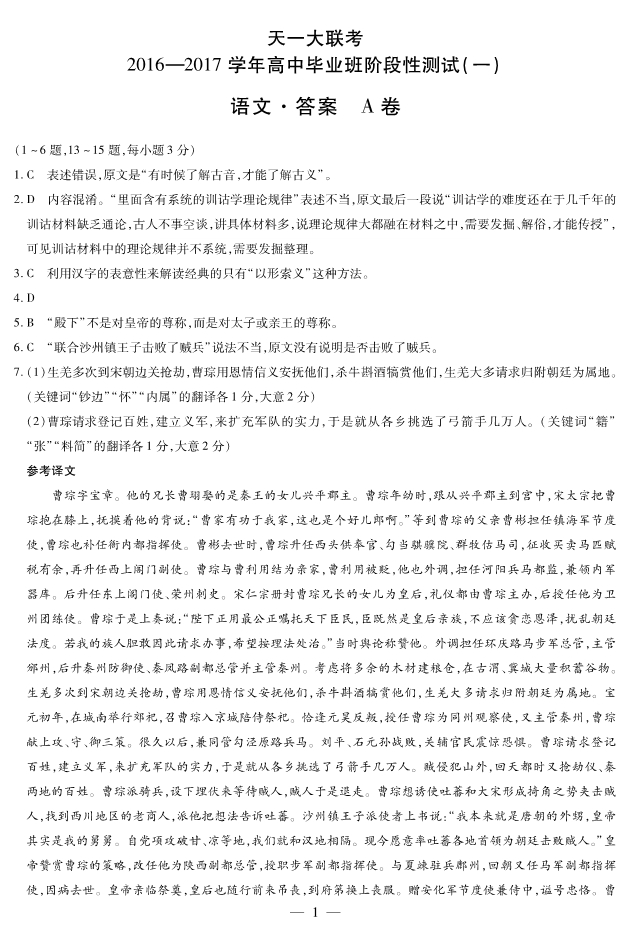 天一大联考
2016—2017 学年高中毕业班阶段性测试(一)
语文·答案　A 卷
(1~6题,13~15题,每小题3分)
1. C　表述错误,原文是“有时候了解古音,才能了解古义”。
2. D　内容混淆。“里面含有系统的训诂学理论规律”表述不当,原文最后一段说“训诂学的难度还在于几千年的
训诂材料缺乏通论,古人不事空谈,讲具体材料多,说理论规律大都融在材料之中,需要发掘、解俗,才能传授”,
可见训诂材料中的理论规律并不系统,需要发掘整理。
3. C　利用汉字的表意性来解读经典的只有“以形索义”这种方法。
4. D
5. B　“殿下”不是对皇帝的尊称,而是对太子或亲王的尊称。
6. C　“联合沙州镇王子击败了贼兵”说法不当,原文没有说明是否击败了贼兵。
7. (1)生羌多次到宋朝边关抢劫,曹琮用恩情信义安抚他们,杀牛斟酒犒赏他们,生羌大多请求归附朝廷为属地。
(关键词“钞边”“怀”“内属”的翻译各1分,大意2分)
(2)曹琮请求登记百姓,建立义军,来扩充军队的实力,于是就从各乡挑选了弓箭手几万人。(关键词“籍”
“张”“料简”的翻译各1分,大意2分)
参考译文
曹琮字宝章。他的兄长曹珝娶的是秦王的女儿兴平郡主。曹琮年幼时,跟从兴平郡主到宫中,宋太宗把曹
琮抱在膝上,抚摸着他的背说:“曹家有功于我家,这也是个好儿郎啊。”等到曹琮的父亲曹彬担任镇海军节度
使,曹琮也补任衙内都指挥使。曹彬去世时,曹琮升任西头供奉官、勾当骐骥院、群牧估马司,征收买卖马匹赋
税有余,再升任西上阁门副使。曹琮与曹利用结为亲家,曹利用被贬,他也外调,担任河阳兵马都监,兼领内军
器库。后升任东上阁门使、荣州刺史。宋仁宗册封曹琮兄长的女儿为皇后,礼仪都由曹琮主办,后授任他为卫
州团练使。曹琮于是上奏说:“陛下正用最公正嘱托天下臣民,臣既然是皇后亲族,不应该贪恋恩泽,扰乱朝廷
法度。若我的族人胆敢因此请求办事,希望按理法处治。”当时舆论称赞他。外调担任环庆路马步军总管,主管
邠州,后升秦州防御使、秦凤路副都总管并主管秦州。考虑将多余的木材建粮仓,在古渭、冀城大量积蓄谷物。
生羌多次到宋朝边关抢劫,曹琮用恩情信义安抚他们,杀牛斟酒犒赏他们,生羌大多请求归附朝廷为属地。宝
元初年,在城南举行郊祀,召曹琮入京城陪侍祭祀。恰逢元昊反叛,授任曹琮为同州观察使,又主管秦州,曹琮
献上攻、守、御三策。很久以后,兼同管勾泾原路兵马。刘平、石元孙战败,关辅官民震惊恐惧。曹琮请求登记
百姓,建立义军,来扩充军队的实力,于是就从各乡挑选了弓箭手几万人。贼侵犯山外,回天都时又抢劫仪、秦
两地的百姓。曹琮派骑兵,设下埋伏来等待贼人,贼人于是退走。曹琮想诱使吐蕃和大宋形成掎角之势夹击贼
人,找到西川地区的老商人,派他把想法告诉吐蕃。沙州镇王子派使者上书说:“我本来就是唐朝的外甥,皇帝
其实是我的舅舅。自党项攻破甘、凉等地,我们就和汉地相隔。现今愿意率吐蕃各地首领为朝廷击败贼人。”皇
帝赞赏曹琮的策略,改任他为陕西副都总管,授职步军副都指挥使。与夏竦驻兵鄜州,回朝又任马军副都指挥
使,因病去世。皇帝亲临祭奠,皇后也随行前来吊丧,到府第换上丧服。赠安化军节度使兼侍中,谥号忠恪。曹
— 1 —